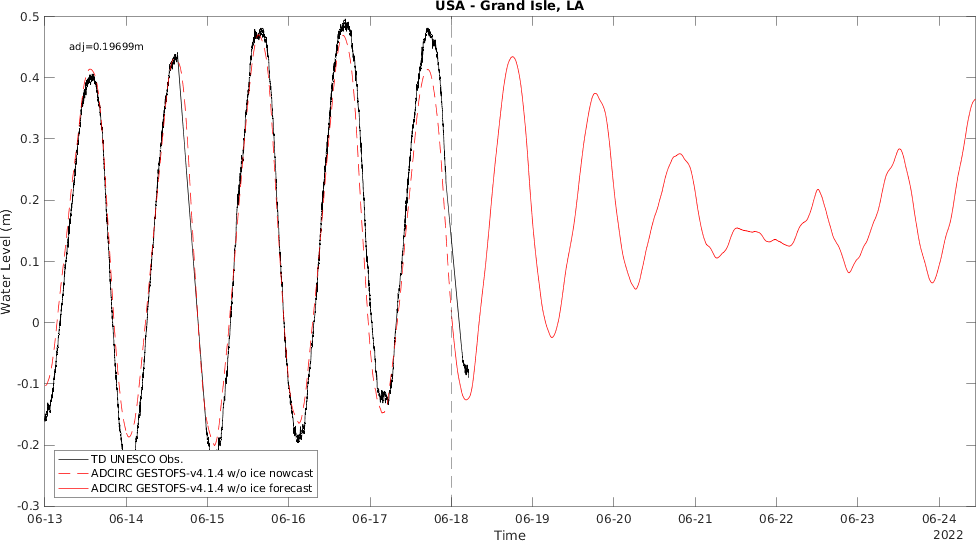 USA - Grand Isle, LA
adj=0.19699m
0.5
0.4
0.3
0.2
0.1
0
-0.1
-0.2
-0.3
Water Level (m)
TD UNESCO Obs.
ADCIRC GESTOFS-v4.1.4 w/o ice nowcast
ADCIRC GESTOFS-v4.1.4 w/o ice forecast
06-13 06-14 06-15 06-16 06-17 06-18 06-19 06-20 06-21 06-22 06-23 06-24
Time
2022